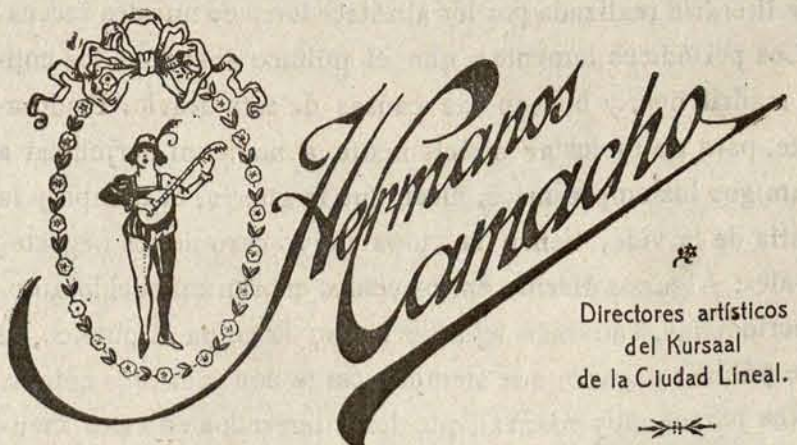 Hermanos
Camacho
Directores artísticos
del Kursaal
de la Ciudad Lineal.